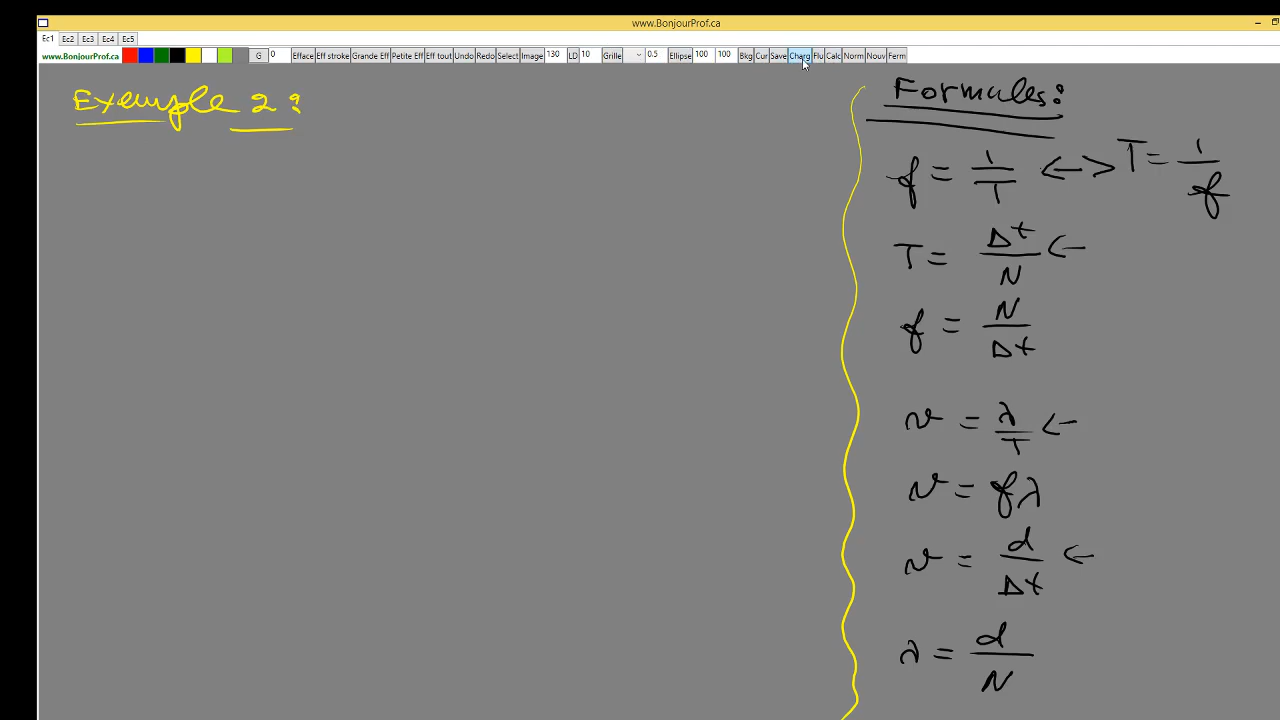 www.BonjourProf.ca
Ec1 Ec2 Ec3 Ec4 Ec5
www.BonjourProf.ca G 0 Efface Eff stroke Grande Eff Petite Eff Eff tout Undo Redo Select Image 130 LD 10 Grille 0.5 Ellipse 100 100 Bkg Cur Save Charg Flu Calc Norm Nouv Ferm
Exemple 2 :
Formules :
f = 1/T <-> T = 1/f
T = Δt/N ←
f = N/Δt
v = λ/T ←
v = fλ
v = d/Δt ←
λ = d/N